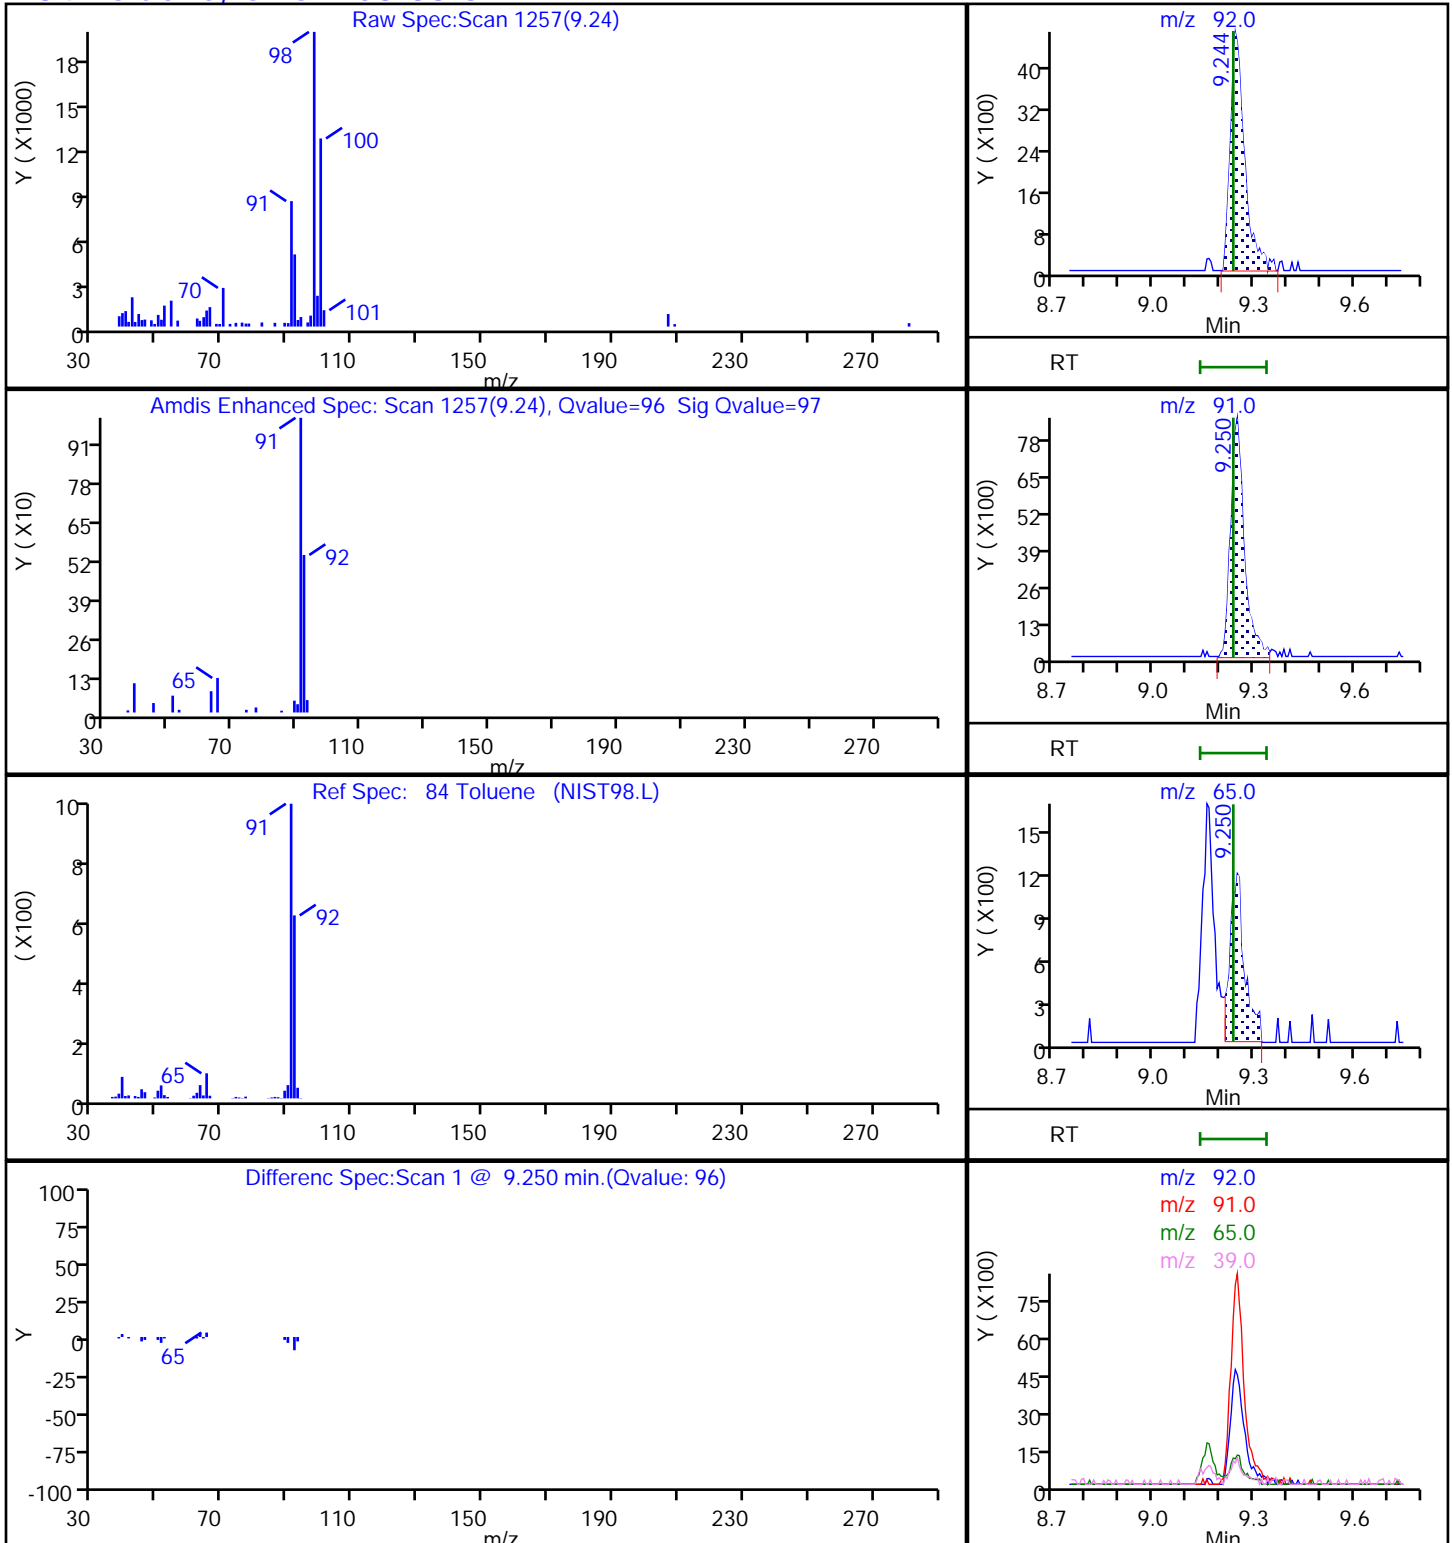 Raw Spec:Scan 1257(9.24)
Y ( X1000)
18
15
12
9
6
3
0
98
100
91
70
101
30 70 110 150 190 230 270
m/z
m/z 92.0
Y ( X100)
40
32
24
16
8
0
9.244
8.7 9.0 9.3 9.6
Min
RT
Amdis Enhanced Spec: Scan 1257(9.24), Qvalue=96 Sig Qvalue=97
Y ( X10)
91
78
65
52
39
26
13
0
91
92
65
30 70 110 150 190 230 270
m/z
m/z 91.0
Y ( X100)
78
65
52
39
26
13
0
9.250
8.7 9.0 9.3 9.6
Min
RT
Ref Spec: 84 Toluene (NIST98.L)
( X100)
10
8
6
4
2
0
91
92
65
30 70 110 150 190 230 270
m/z 65.0
Y ( X100)
15
12
9
6
3
0
9.250
8.7 9.0 9.3 9.6
Min
RT
Differenc Spec:Scan 1 @ 9.250 min.(Qvalue: 96)
Y
100
75
50
25
0
-25
-50
-75
-100
65
30 70 110 150 190 230 270
m/z
m/z 92.0
m/z 91.0
m/z 65.0
m/z 39.0
Y ( X100)
75
60
45
30
15
0
8.7 9.0 9.3 9.6
Min